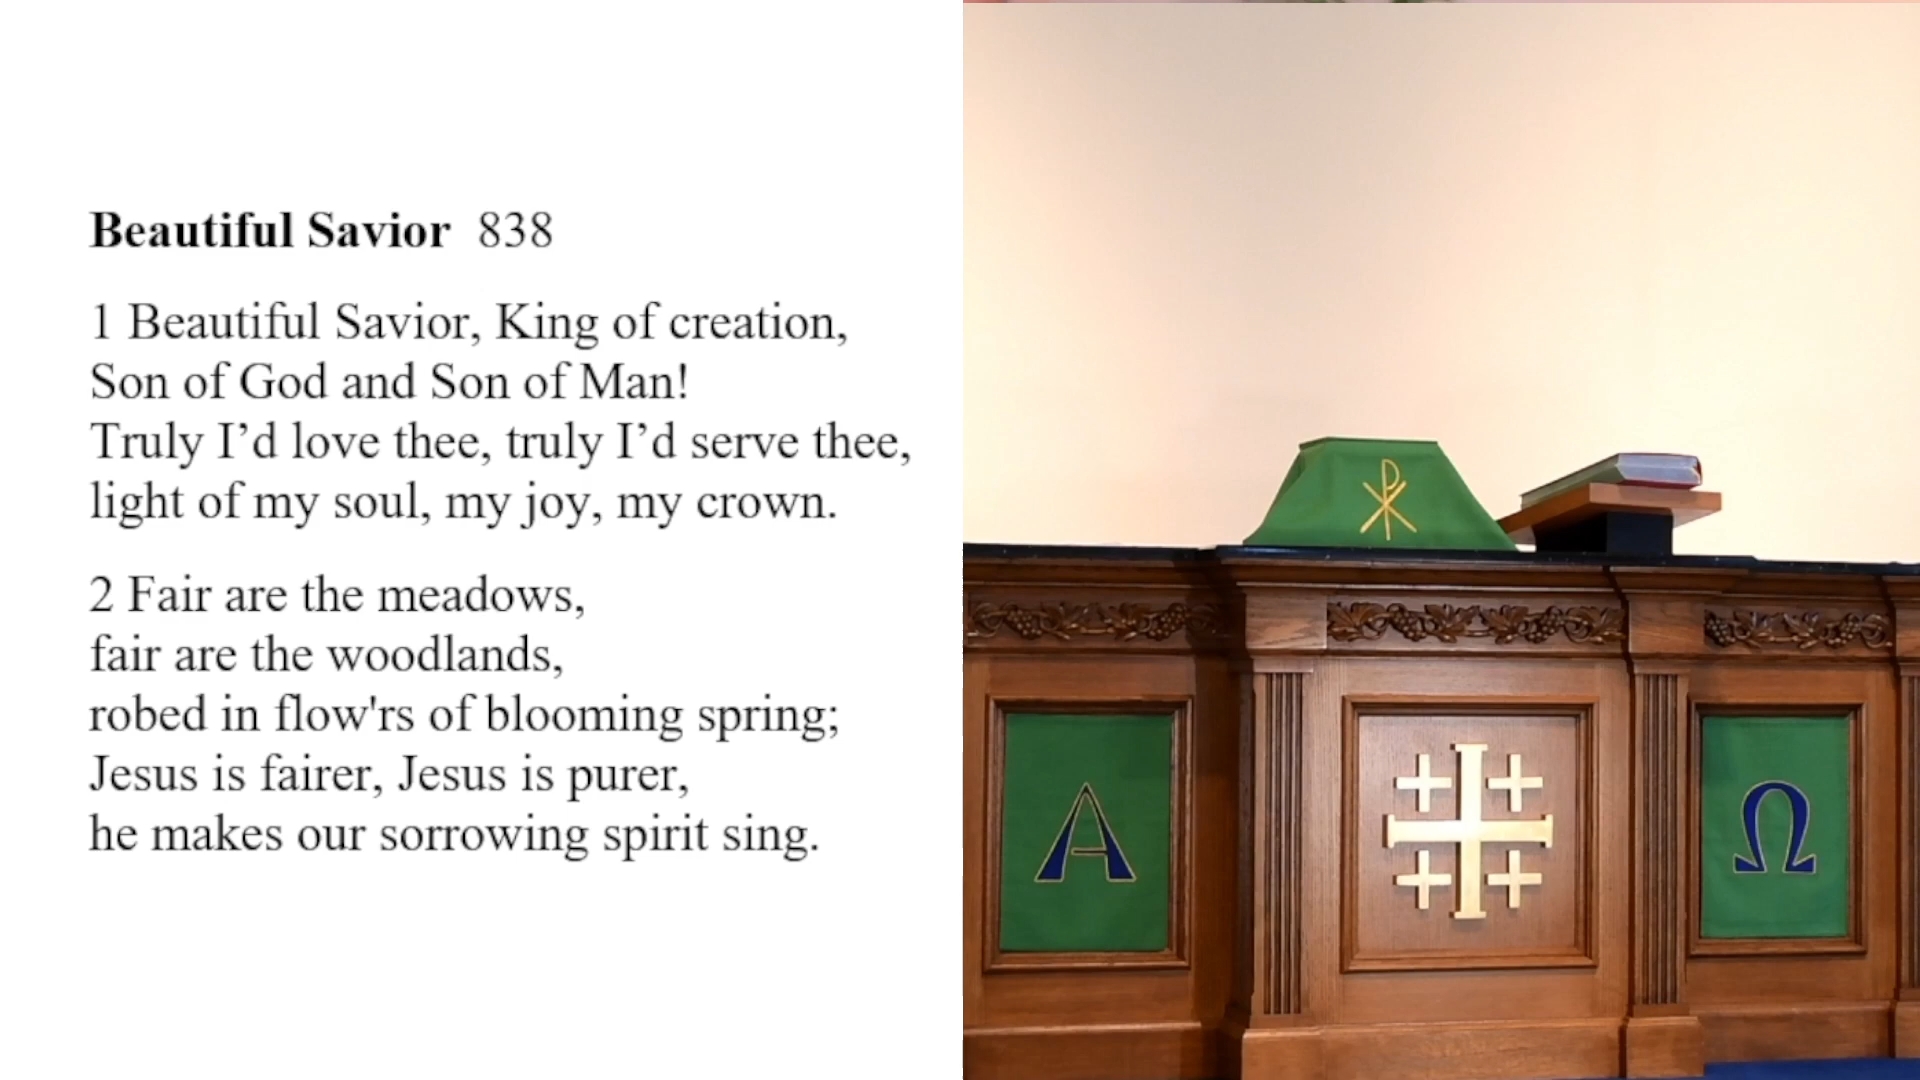 Beautiful Savior 838
1 Beautiful Savior, King of creation,
Son of God and Son of Man!
Truly I’d love thee, truly I’d serve thee,
light of my soul, my joy, my crown.
2 Fair are the meadows,
fair are the woodlands,
robed in flow'rs of blooming spring;
Jesus is fairer, Jesus is purer,
he makes our sorrowing spirit sing.
Α
Ω